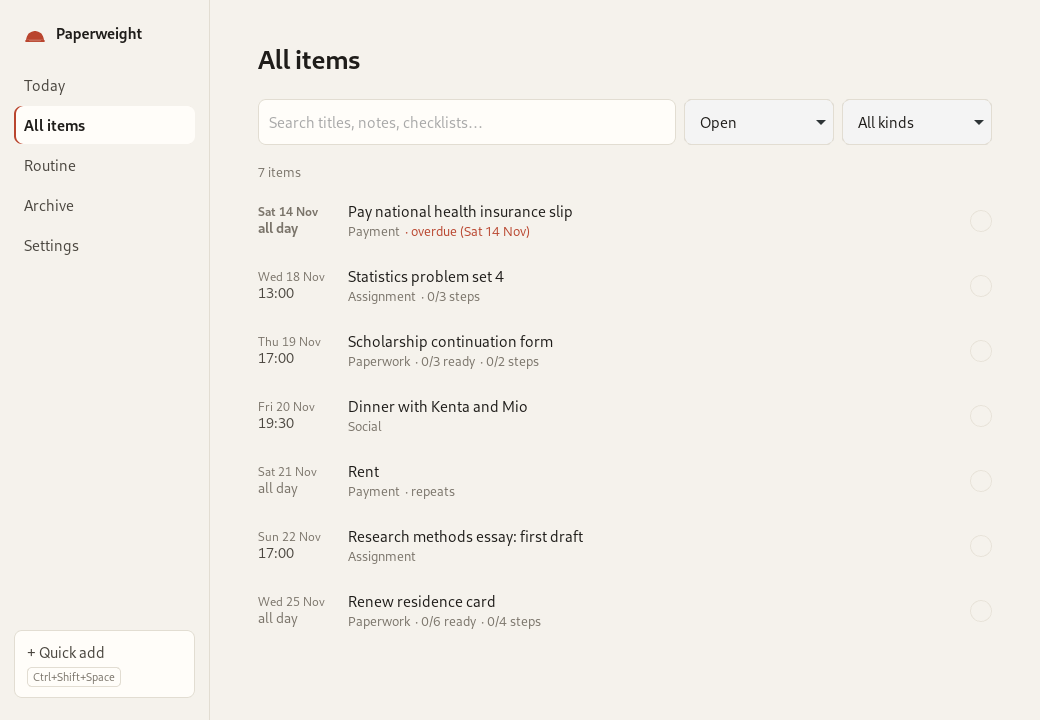 Paperweight
Today
All items
Routine
Archive
Settings
+ Quick add
Ctrl+Shift+Space
All items
Search titles, notes, checklists...
Open
All kinds
7 items
Sat 14 Nov
all day
Pay national health insurance slip
Payment · overdue (Sat 14 Nov)
Wed 18 Nov
13:00
Statistics problem set 4
Assignment · 0/3 steps
Thu 19 Nov
17:00
Scholarship continuation form
Paperwork · 0/3 ready · 0/2 steps
Fri 20 Nov
19:30
Dinner with Kenta and Mio
Social
Sat 21 Nov
all day
Rent
Payment · repeats
Sun 22 Nov
17:00
Research methods essay: first draft
Assignment
Wed 25 Nov
all day
Renew residence card
Paperwork · 0/6 ready · 0/4 steps